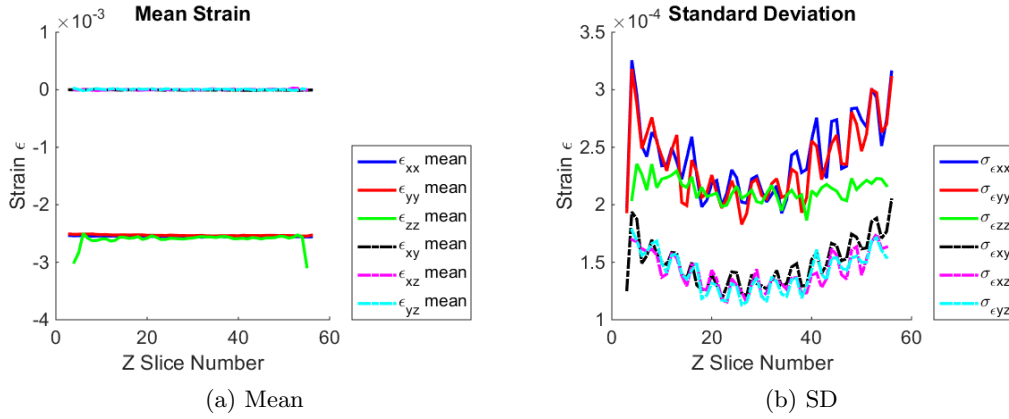 ×10⁻³
Mean Strain
1
0
-1
-2
-3
-4
Strain ϵ
0
20
40
60
Z Slice Number
ϵxx mean
ϵyy mean
ϵzz mean
ϵxy mean
ϵxz mean
ϵyz mean
(a) Mean
×10⁻⁴
Standard Deviation
3.5
3
2.5
2
1.5
1
Strain ϵ
0
20
40
60
Z Slice Number
σϵxx
σϵyy
σϵzz
σϵxy
σϵxz
σϵyz
(b) SD